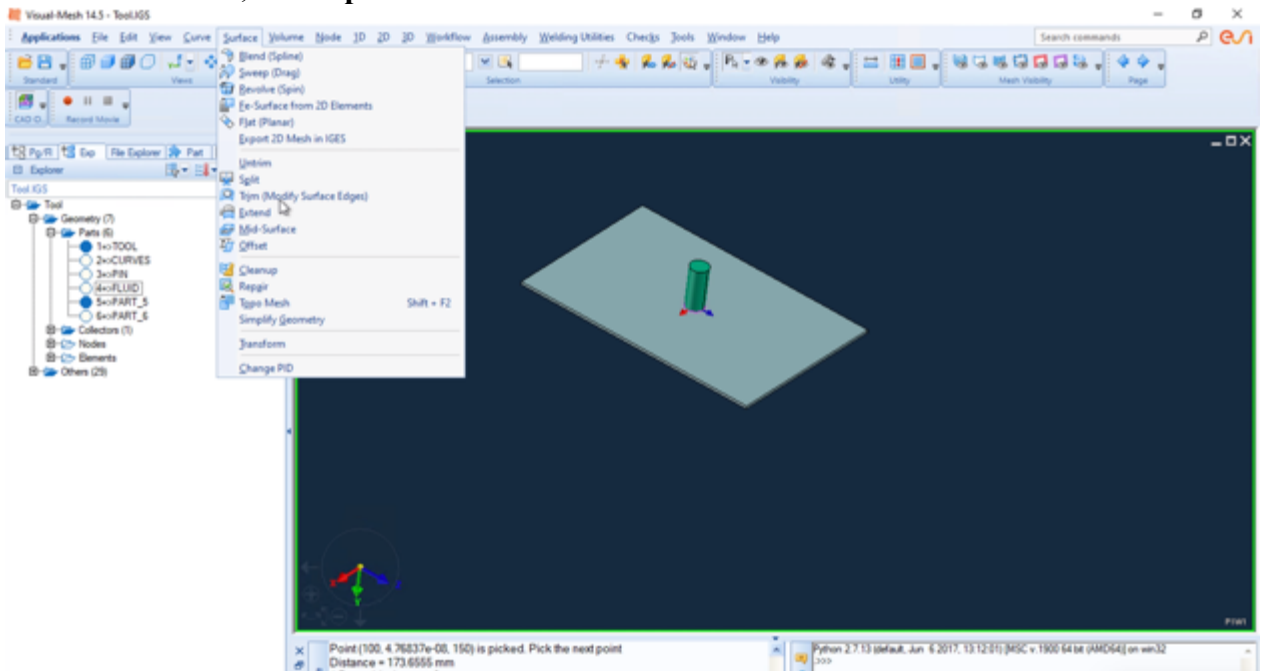 Visual-Mesh 14.5 - Tool.IGS
Applications File Edit View Curve Surface Volume Node 1D 2D 3D Workflow Assembly Welding Utilities Checks Tools Window Help
Search commands
Standard Views Selection Visibility Utility Mesh Visibility Page
CAD O... Record Movie
Blend (Spline)
Sweep (Drag)
Revolve (Spin)
Fe-Surface from 2D Elements
Flat (Planar)
Export 2D Mesh in IGES
Untrim
Split
Trim (Modify Surface Edges)
Extend
Mid-Surface
Offset
Cleanup
Repair
Topo Mesh Shift + F2
Simplify Geometry
Transform
Change PID
Exp File Explorer Part
Explorer
Tool.IGS
Tool
Geometry (7)
Parts (6)
1<>TOOL
2<>CURVES
3<>PIN
4<>FLUID
5<>PART_5
6<>PART_6
Collectors (1)
Nodes
Elements
Others (29)
X
Y
P1W1
Point (100, 4.76837e-08, 150) is picked. Pick the next point
Distance = 173.6555 mm
Python 2.7.13 (default, Jun 6 2017, 13:12:01) [MSC v.1900 64 bit (AMD64)] on win32
>>>